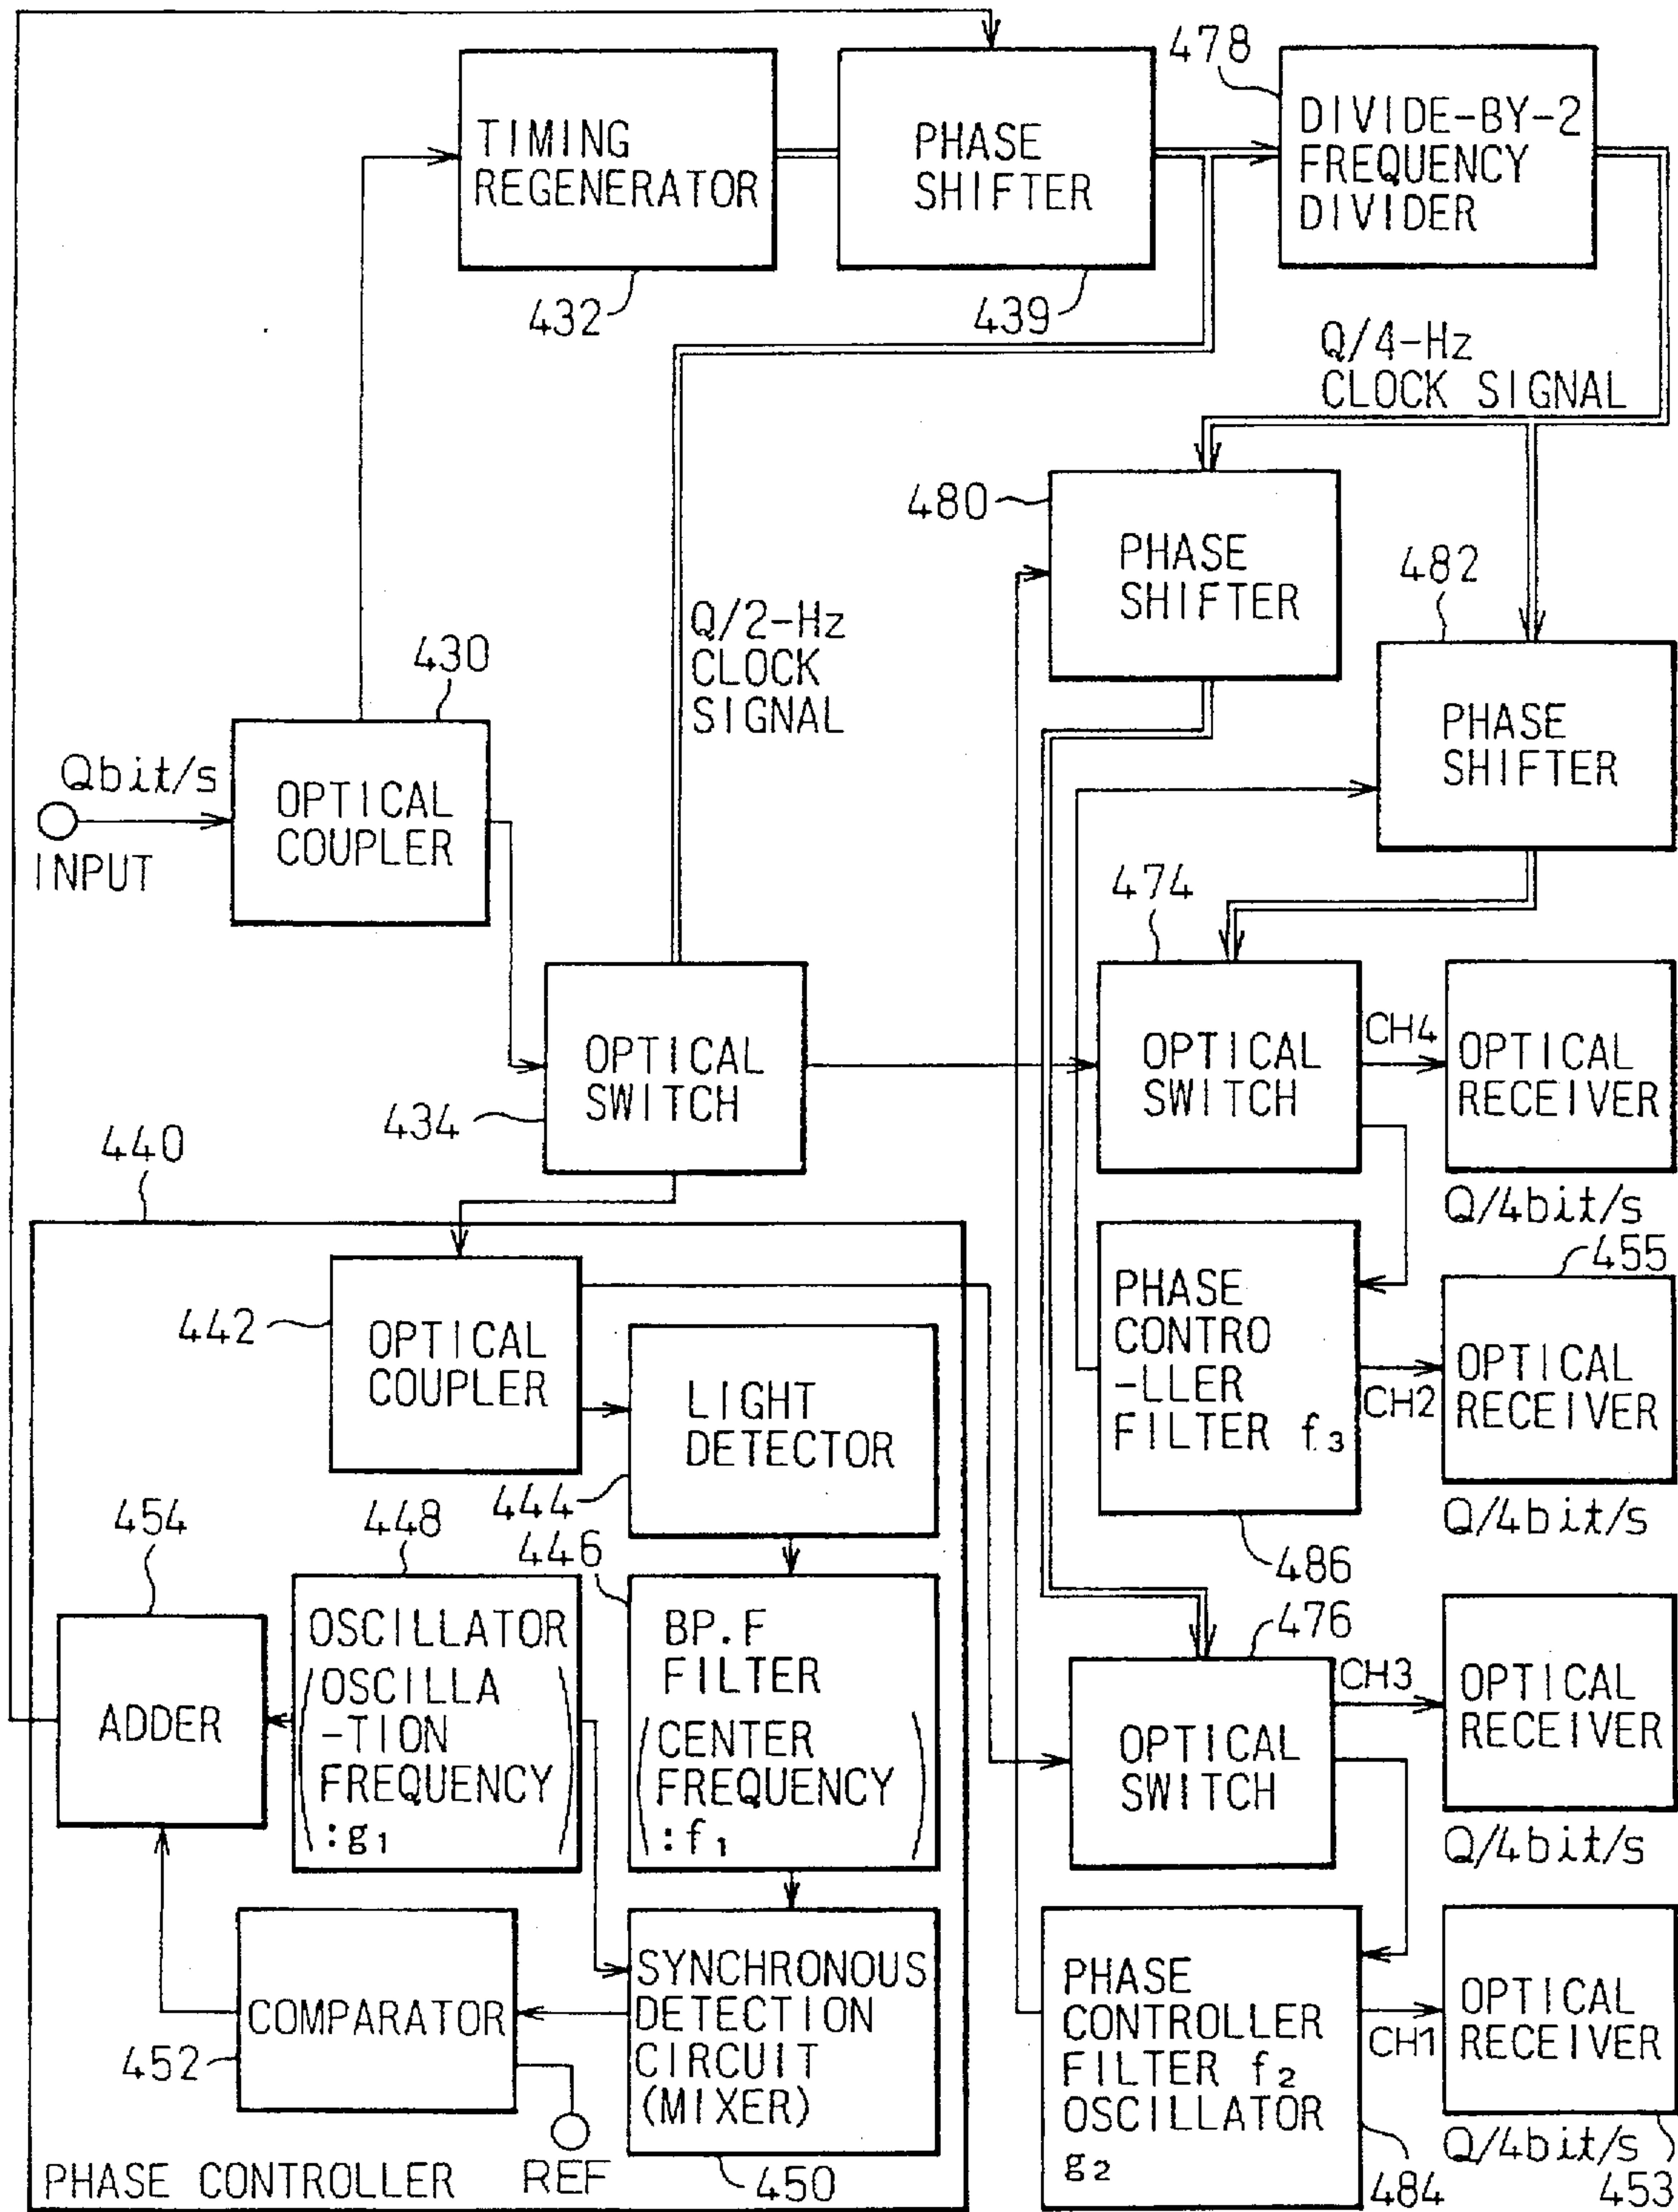 478
TIMING
REGENERATOR
PHASE
SHIFTER
DIVIDE-BY-2
FREQUENCY
DIVIDER
432
439
Q/4-Hz
CLOCK SIGNAL
480
PHASE
SHIFTER
482
Q/2-Hz
CLOCK
SIGNAL
430
PHASE
SHIFTER
Qbit/s
INPUT
OPTICAL
COUPLER
474
OPTICAL
SWITCH
434
OPTICAL
SWITCH
CH4
OPTICAL
RECEIVER
Q/4bit/s
440
455
442
OPTICAL
COUPLER
PHASE
CONTRO
-LLER
FILTER f3
CH2
OPTICAL
RECEIVER
Q/4bit/s
LIGHT
DETECTOR
444
486
454
448
446
476
OSCILLATOR
(OSCILLA
-TION
FREQUENCY
:g1)
BP.F
FILTER
(CENTER
FREQUENCY
:f1)
ADDER
OPTICAL
SWITCH
CH3
OPTICAL
RECEIVER
Q/4bit/s
COMPARATOR
452
REF
SYNCHRONOUS
DETECTION
CIRCUIT
(MIXER)
450
PHASE
CONTROLLER
FILTER f2
OSCILLATOR
g2
CH1
OPTICAL
RECEIVER
Q/4bit/s
484
453
PHASE CONTROLLER